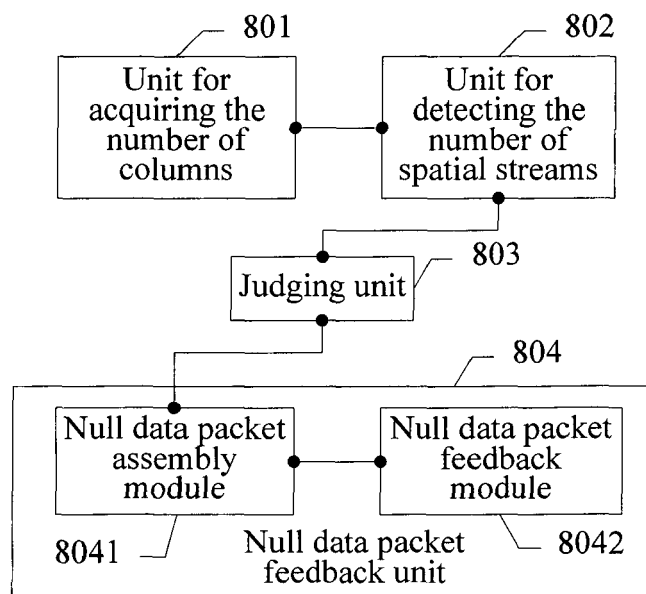 801
802
Unit for
acquiring the
number of
columns
Unit for
detecting the
number of
spatial streams
803
Judging unit
804
Null data packet
assembly
module
Null data packet
feedback
module
8041
Null data packet
feedback unit
8042